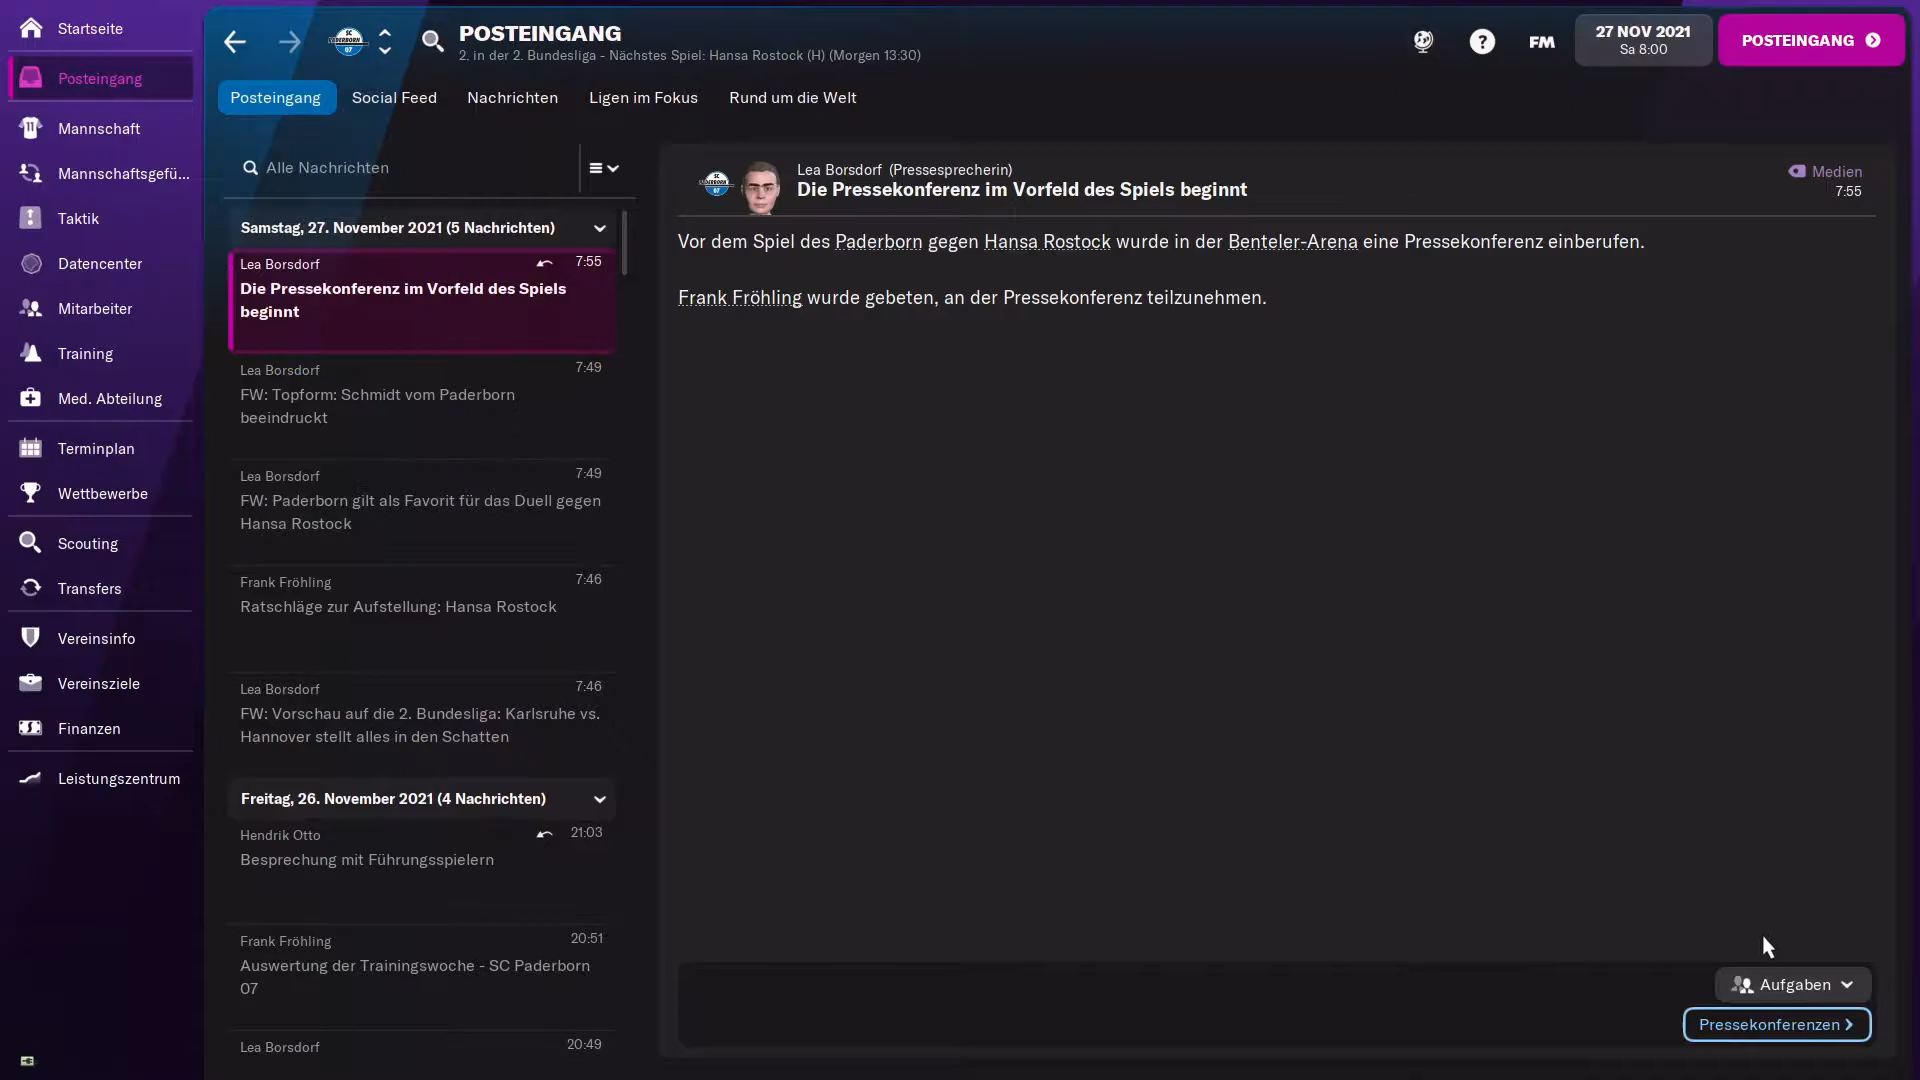 Startseite
Posteingang
Mannschaft
Mannschaftsgefü...
Taktik
Datencenter
Mitarbeiter
Training
Med. Abteilung
Terminplan
Wettbewerbe
Scouting
Transfers
Vereinsinfo
Vereinsziele
Finanzen
Leistungszentrum
SC
PADERBORN
07
POSTEINGANG
2. in der 2. Bundesliga - Nächstes Spiel: Hansa Rostock (H) (Morgen 13:30)
?
FM
27 NOV 2021
Sa 8:00
POSTEINGANG
Posteingang
Social Feed
Nachrichten
Ligen im Fokus
Rund um die Welt
Alle Nachrichten
Samstag, 27. November 2021 (5 Nachrichten)
Lea Borsdorf 7:55
Die Pressekonferenz im Vorfeld des Spiels
beginnt
Lea Borsdorf 7:49
FW: Topform: Schmidt vom Paderborn
beeindruckt
Lea Borsdorf 7:49
FW: Paderborn gilt als Favorit für das Duell gegen
Hansa Rostock
Frank Fröhling 7:46
Ratschläge zur Aufstellung: Hansa Rostock
Lea Borsdorf 7:46
FW: Vorschau auf die 2. Bundesliga: Karlsruhe vs.
Hannover stellt alles in den Schatten
Freitag, 26. November 2021 (4 Nachrichten)
Hendrik Otto 21:03
Besprechung mit Führungsspielern
Frank Fröhling 20:51
Auswertung der Trainingswoche - SC Paderborn
07
Lea Borsdorf 20:49
SC
PADERBORN
07
Lea Borsdorf (Pressesprecherin)
Die Pressekonferenz im Vorfeld des Spiels beginnt
Medien
7:55
Vor dem Spiel des Paderborn gegen Hansa Rostock wurde in der Benteler-Arena eine Pressekonferenz einberufen.
Frank Fröhling wurde gebeten, an der Pressekonferenz teilzunehmen.
Aufgaben
Pressekonferenzen